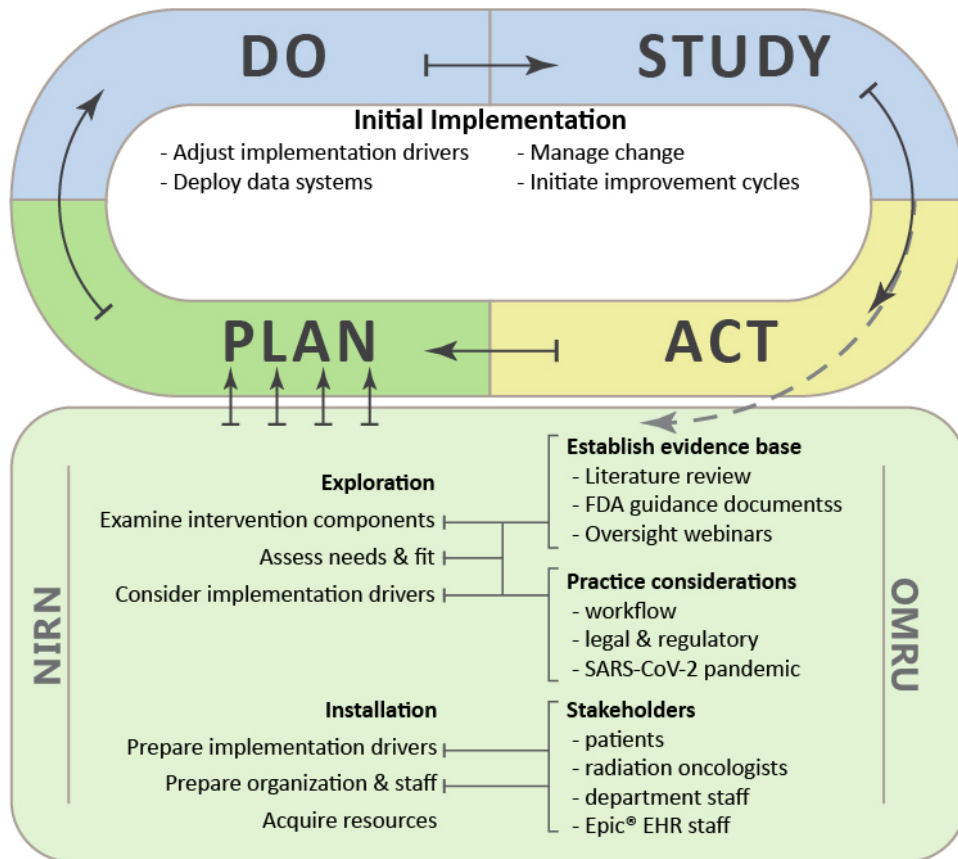 DO
STUDY
Initial Implementation
- Adjust implementation drivers
- Deploy data systems
- Manage change
- Initiate improvement cycles
PLAN
ACT
NIRN
Exploration
Examine intervention components
Assess needs & fit
Consider implementation drivers
Installation
Prepare implementation drivers
Prepare organization & staff
Acquire resources
Establish evidence base
- Literature review
- FDA guidance documentss
- Oversight webinars
Practice considerations
- workflow
- legal & regulatory
- SARS-CoV-2 pandemic
Stakeholders
- patients
- radiation oncologists
- department staff
- Epic® EHR staff
OMRU